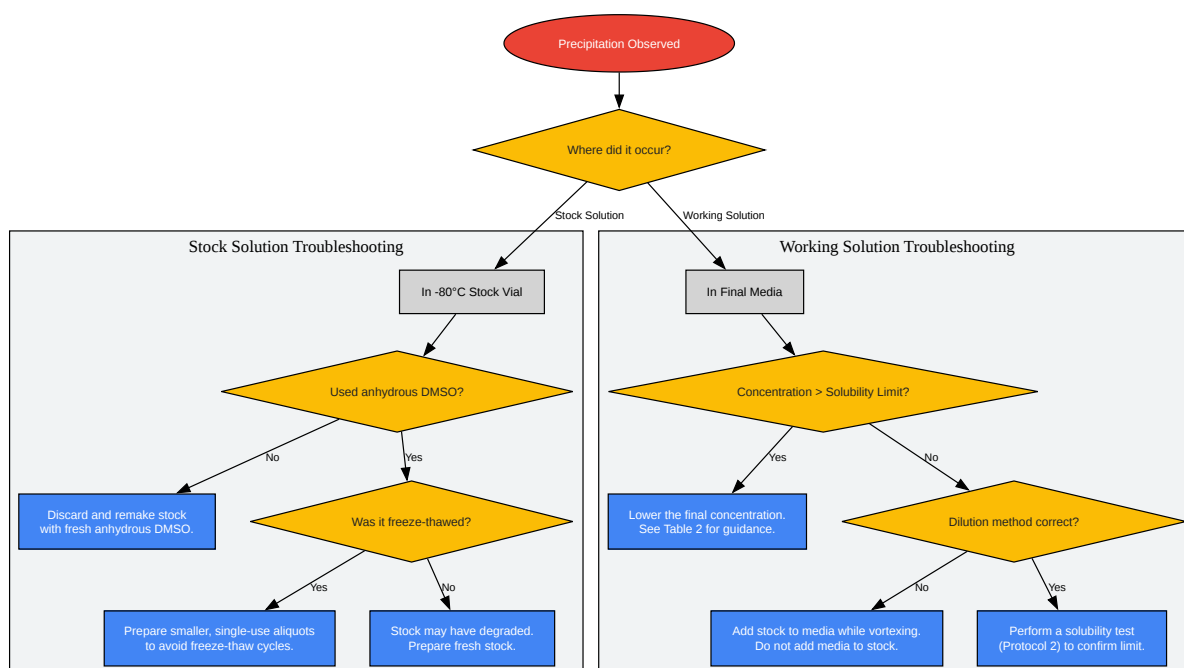 Precipitation Observed
Where did it occur?
Stock Solution
Working Solution
Stock Solution Troubleshooting
In -80°C Stock Vial
Used anhydrous DMSO?
No
Yes
Discard and remake stock
with fresh anhydrous DMSO.
Was it freeze-thawed?
Yes
No
Prepare smaller, single-use aliquots
to avoid freeze-thaw cycles.
Stock may have degraded.
Prepare fresh stock.
Working Solution Troubleshooting
In Final Media
Concentration > Solubility Limit?
Yes
No
Lower the final concentration.
See Table 2 for guidance.
Dilution method correct?
No
Yes
Add stock to media while vortexing.
Do not add media to stock.
Perform a solubility test
(Protocol 2) to confirm limit.